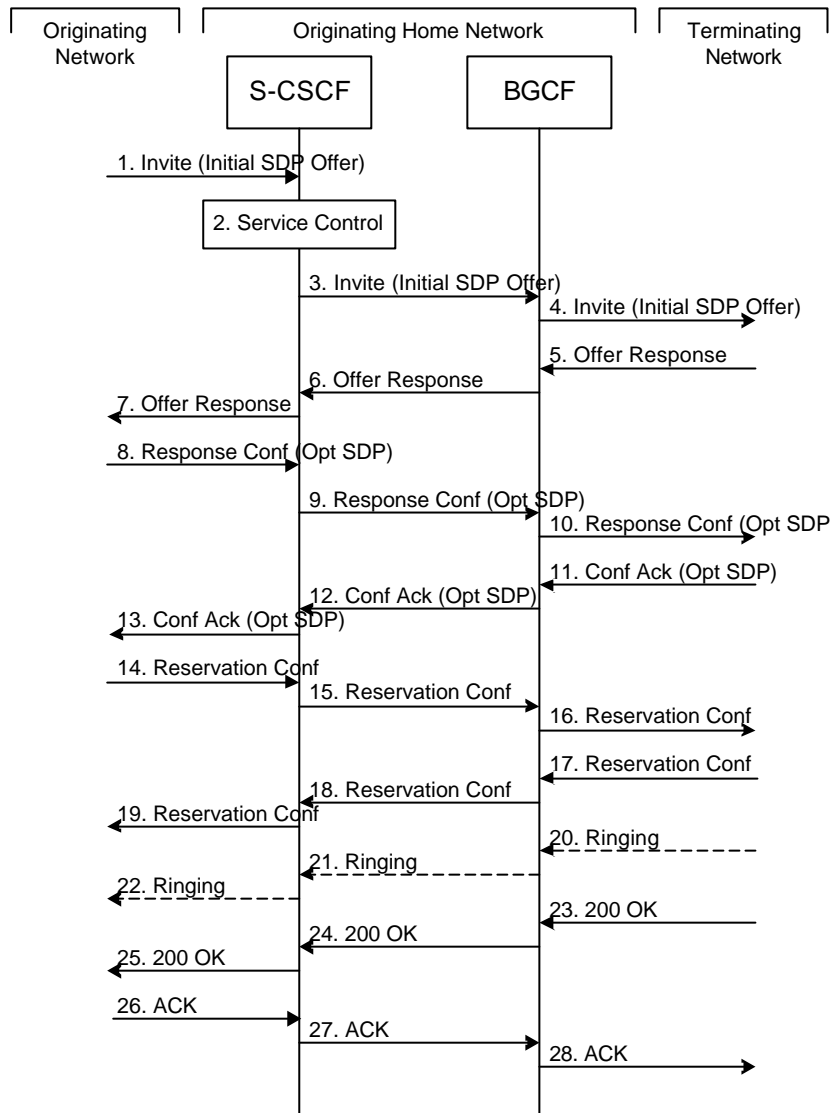 Originating
Network
Originating Home Network
Terminating
Network
S-CSCF
BGCF
1. Invite (Initial SDP Offer)
2. Service Control
3. Invite (Initial SDP Offer)
4. Invite (Initial SDP Offer)
5. Offer Response
6. Offer Response
7. Offer Response
8. Response Conf (Opt SDP)
9. Response Conf (Opt SDP)
10. Response Conf (Opt SDP
11. Conf Ack (Opt SDP)
12. Conf Ack (Opt SDP)
13. Conf Ack (Opt SDP)
14. Reservation Conf
15. Reservation Conf
16. Reservation Conf
17. Reservation Conf
18. Reservation Conf
19. Reservation Conf
20. Ringing
21. Ringing
22. Ringing
23. 200 OK
24. 200 OK
25. 200 OK
26. ACK
27. ACK
28. ACK